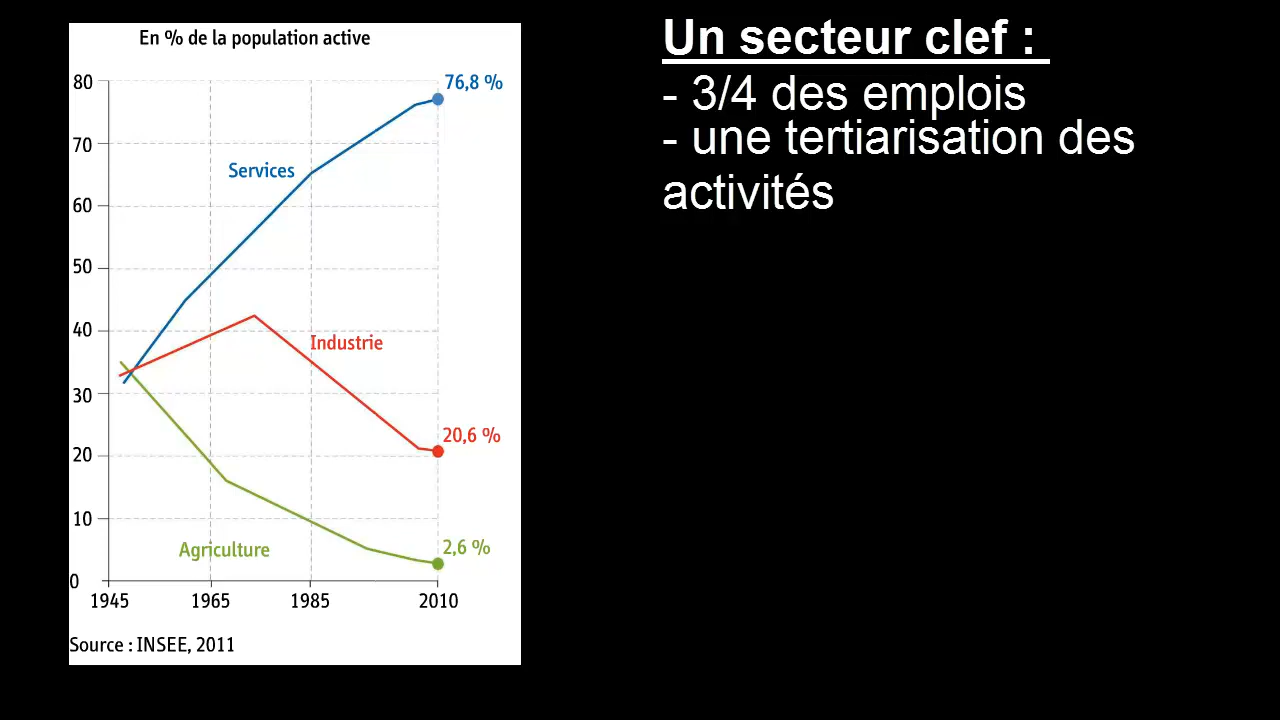 En % de la population active
80
76,8 %
70
Services
60
50
40
Industrie
30
20,6 %
20
10
Agriculture
2,6 %
0
1945 1965 1985 2010
Source : INSEE, 2011
Un secteur clef :
- 3/4 des emplois
- une tertiarisation des
activités